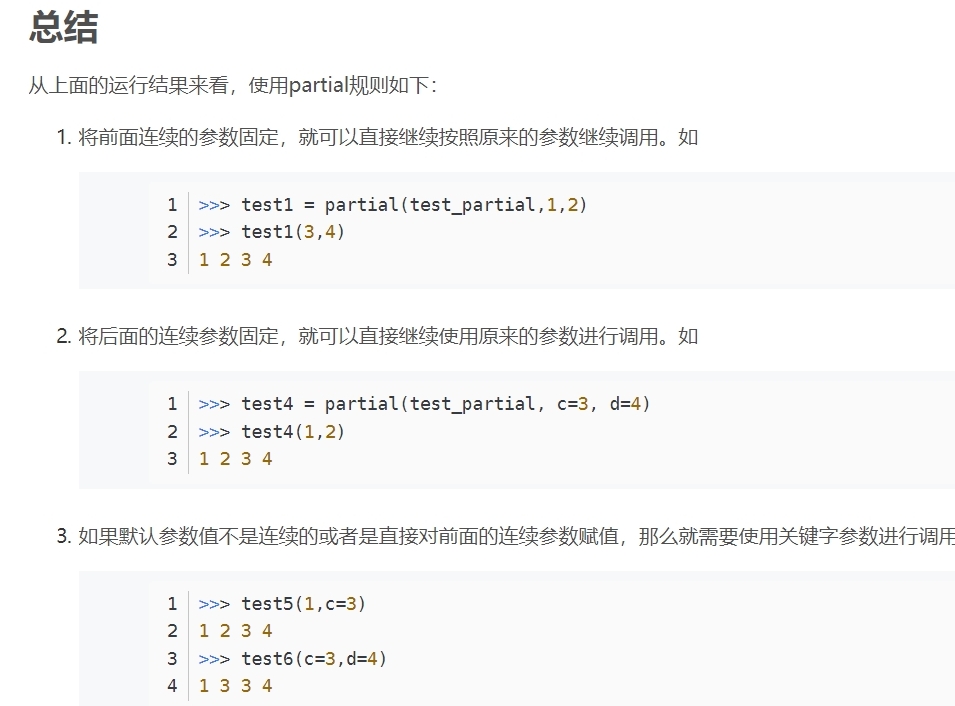 总结
从上面的运行结果来看，使用partial规则如下：
1. 将前面连续的参数固定，就可以直接继续按照原来的参数继续调用。如
1 >>> test1 = partial(test_partial,1,2)
2 >>> test1(3,4)
3 1 2 3 4
2. 将后面的连续参数固定，就可以直接继续使用原来的参数进行调用。如
1 >>> test4 = partial(test_partial, c=3, d=4)
2 >>> test4(1,2)
3 1 2 3 4
3. 如果默认参数值不是连续的或者是直接对前面的连续参数赋值，那么就需要使用关键字参数进行调用
1 >>> test5(1,c=3)
2 1 2 3 4
3 >>> test6(c=3,d=4)
4 1 3 3 4